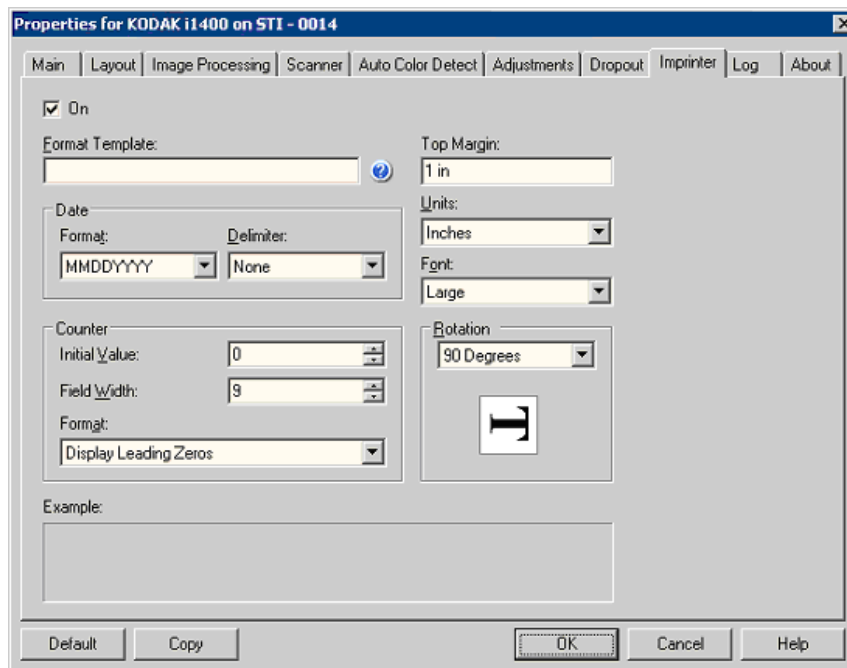 Properties for KODAK i1400 on STI - 0014
Main Layout Image Processing Scanner Auto Color Detect Adjustments Dropout Imprinter Log About
On
Format Template:
Top Margin:
1 in
Date
Format: Delimiter:
MMDDYYYY None
Units:
Inches
Font:
Large
Counter
Initial Value: 0
Field Width: 9
Format:
Display Leading Zeros
Rotation
90 Degrees
T
Example:
Default Copy OK Cancel Help